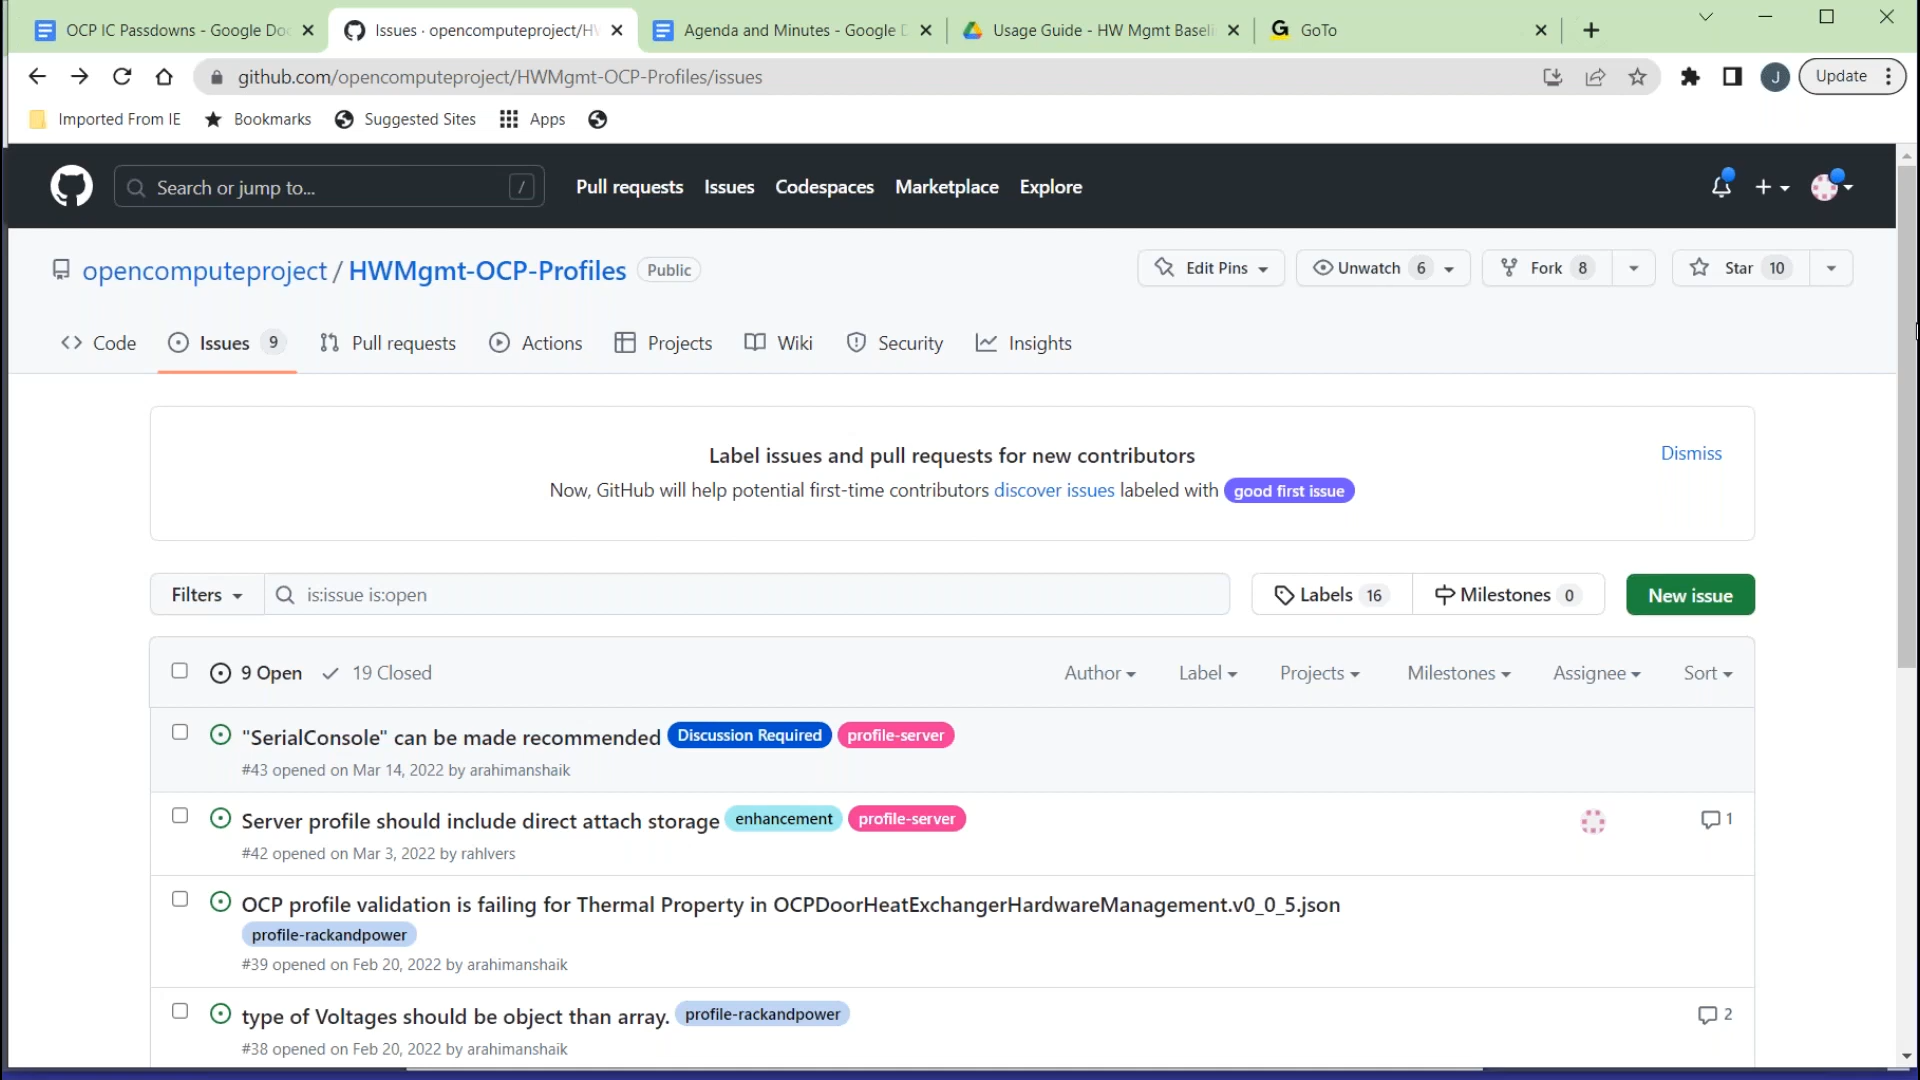 OCP IC Passdowns - Google Do
Issues · opencomputeproject/HW
Agenda and Minutes - Google D
Usage Guide - HW Mgmt Baseli
GoTo
github.com/opencomputeproject/HWMgmt-OCP-Profiles/issues
J
Update
Imported From IE
Bookmarks
Suggested Sites
Apps
Search or jump to...
/
Pull requests
Issues
Codespaces
Marketplace
Explore
opencomputeproject / HWMgmt-OCP-Profiles Public
Edit Pins
Unwatch 6
Fork 8
Star 10
Code
Issues 9
Pull requests
Actions
Projects
Wiki
Security
Insights
Label issues and pull requests for new contributors
Dismiss
Now, GitHub will help potential first-time contributors discover issues labeled with good first issue
Filters
is:issue is:open
Labels 16
Milestones 0
New issue
9 Open
19 Closed
Author
Label
Projects
Milestones
Assignee
Sort
"SerialConsole" can be made recommended Discussion Required profile-server
#43 opened on Mar 14, 2022 by arahimanshaik
Server profile should include direct attach storage enhancement profile-server
1
#42 opened on Mar 3, 2022 by rahlvers
OCP profile validation is failing for Thermal Property in OCPDoorHeatExchangerHardwareManagement.v0_0_5.json
profile-rackandpower
#39 opened on Feb 20, 2022 by arahimanshaik
type of Voltages should be object than array. profile-rackandpower
2
#38 opened on Feb 20, 2022 by arahimanshaik